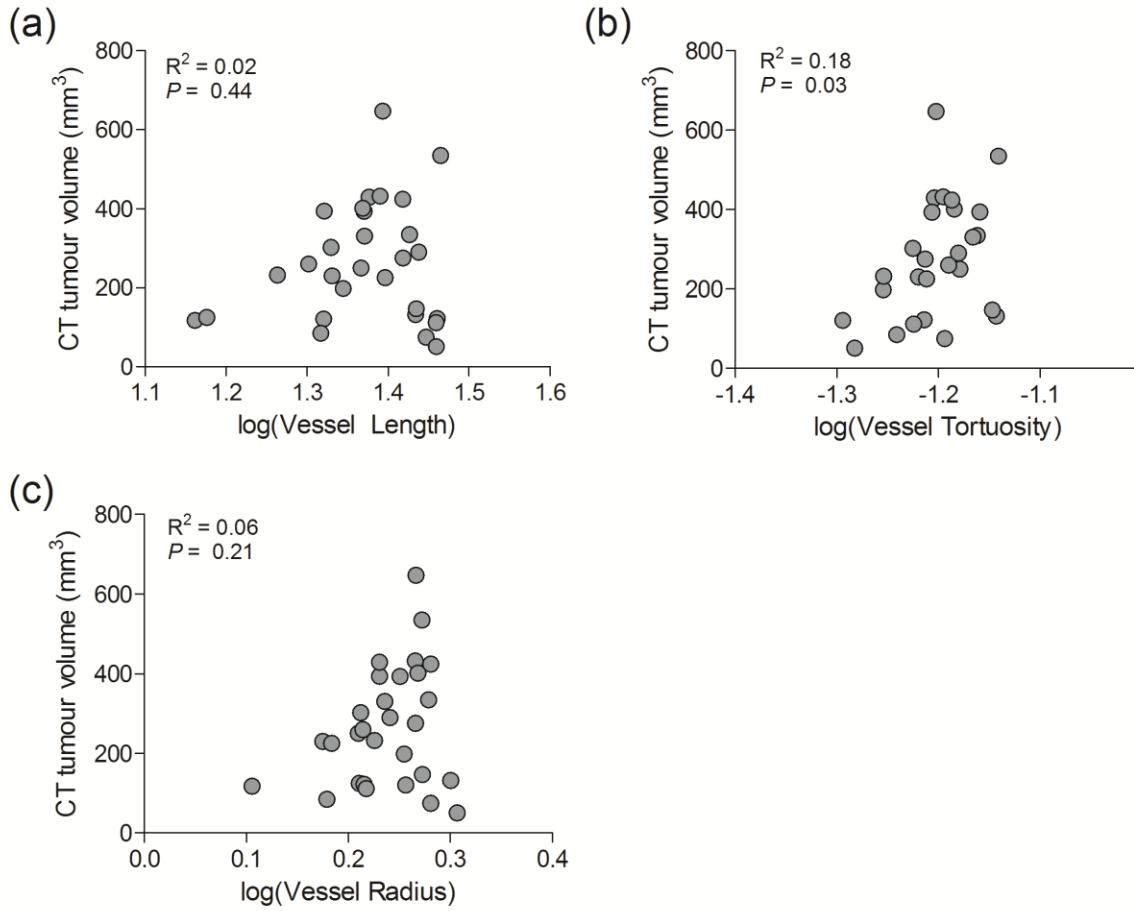 (a)
CT tumour volume (mm³)
800
600
400
200
0
R² = 0.02
P = 0.44
1.1 1.2 1.3 1.4 1.5 1.6
log(Vessel Length)
(b)
CT tumour volume (mm³)
800
600
400
200
0
R² = 0.18
P = 0.03
-1.4 -1.3 -1.2 -1.1
log(Vessel Tortuosity)
(c)
CT tumour volume (mm³)
800
600
400
200
0
R² = 0.06
P = 0.21
0.0 0.1 0.2 0.3 0.4
log(Vessel Radius)